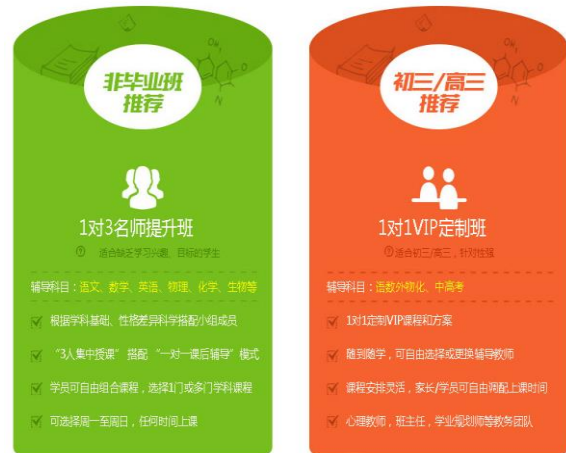 非毕业班
推荐
1对3名师提升班
适合缺乏学习兴趣、目标的学生
辅导科目：语文、数学、英语、物理、化学、生物等
根据学科基础、性格差异科学搭配小组成员
“3人集中授课” 搭配 “一对一课后辅导”模式
学员可自由组合课程，选择1门或多门学科课程
可选择周一至周日，任何时间上课
初三/高三
推荐
1对1VIP定制班
适合初三/高三，针对性强
辅导科目：语数外物化、中高考
1对1定制VIP课程和方案
随到随学，可自由选择或更换辅导教师
课程安排灵活，家长/学员可自由调配上课时间
心理教师，班主任，学业规划师等教务团队